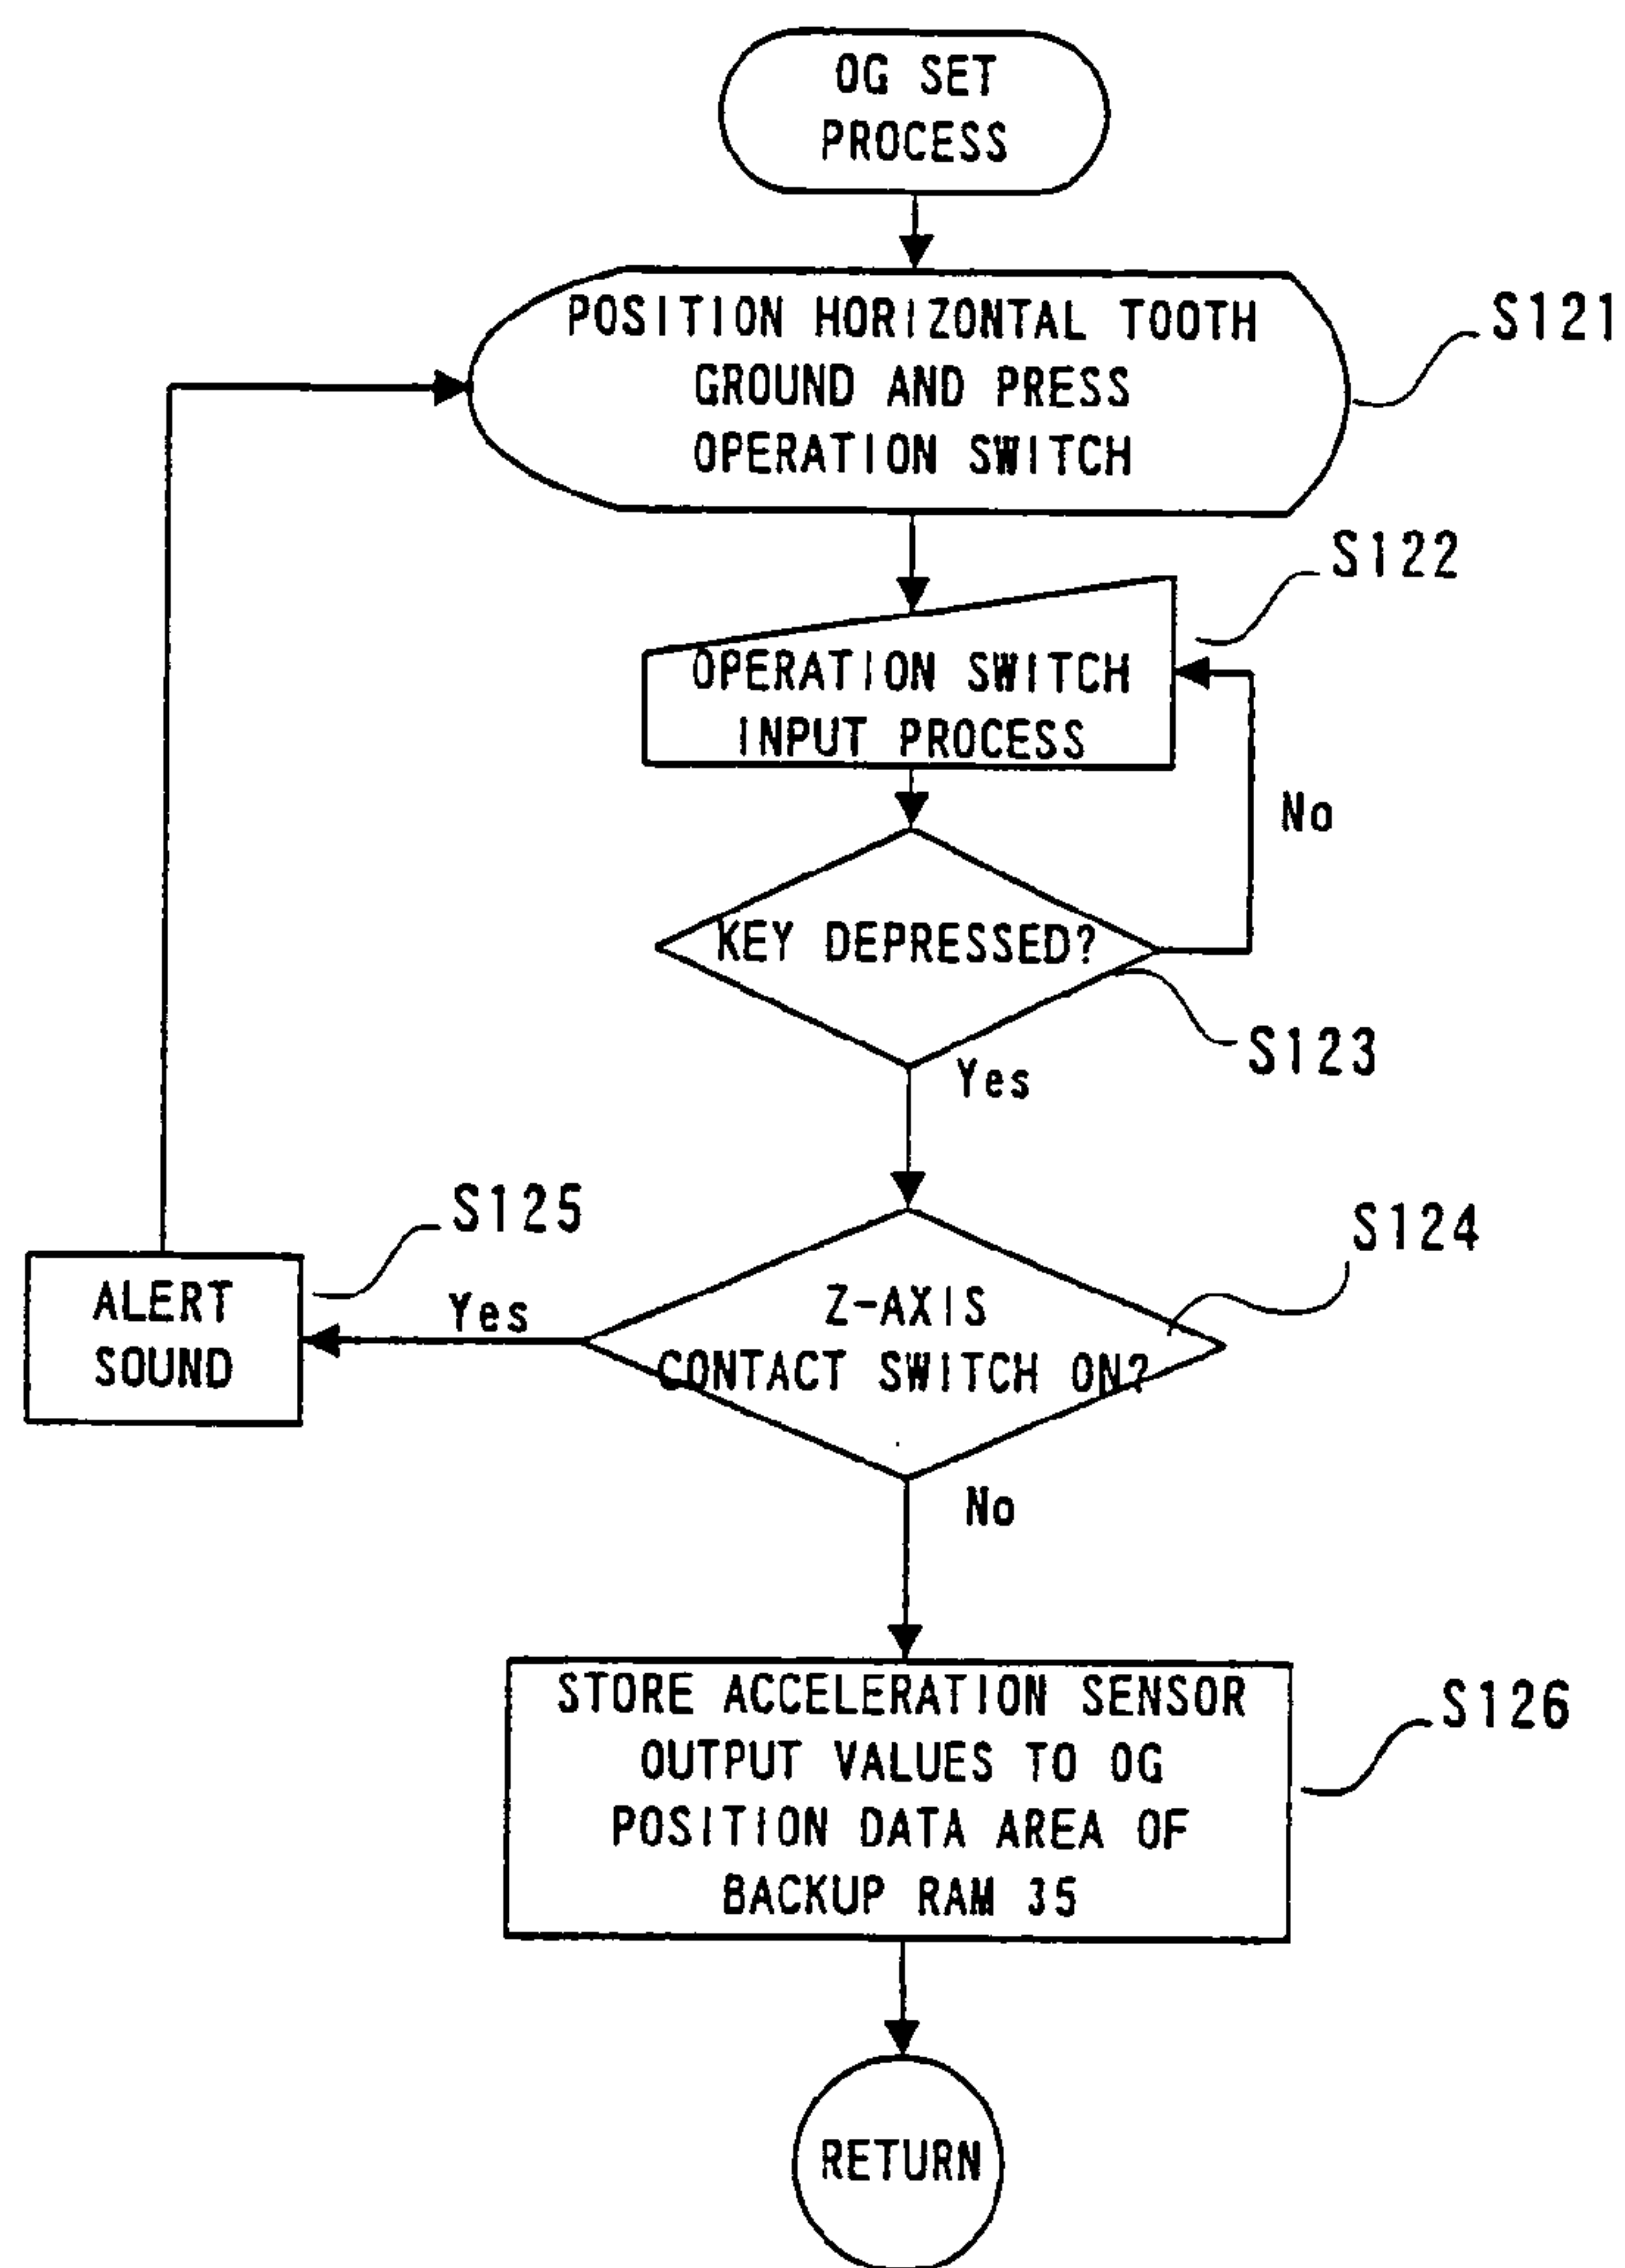 0G SET
PROCESS
POSITION HORIZONTAL TOOTH
GROUND AND PRESS
OPERATION SWITCH
S121
S122
OPERATION SWITCH
INPUT PROCESS
No
KEY DEPRESSED?
S123
Yes
S125
S124
ALERT
SOUND
Yes
Z-AXIS
CONTACT SWITCH ON?
No
STORE ACCELERATION SENSOR
OUTPUT VALUES TO 0G
POSITION DATA AREA OF
BACKUP RAM 35
S126
RETURN